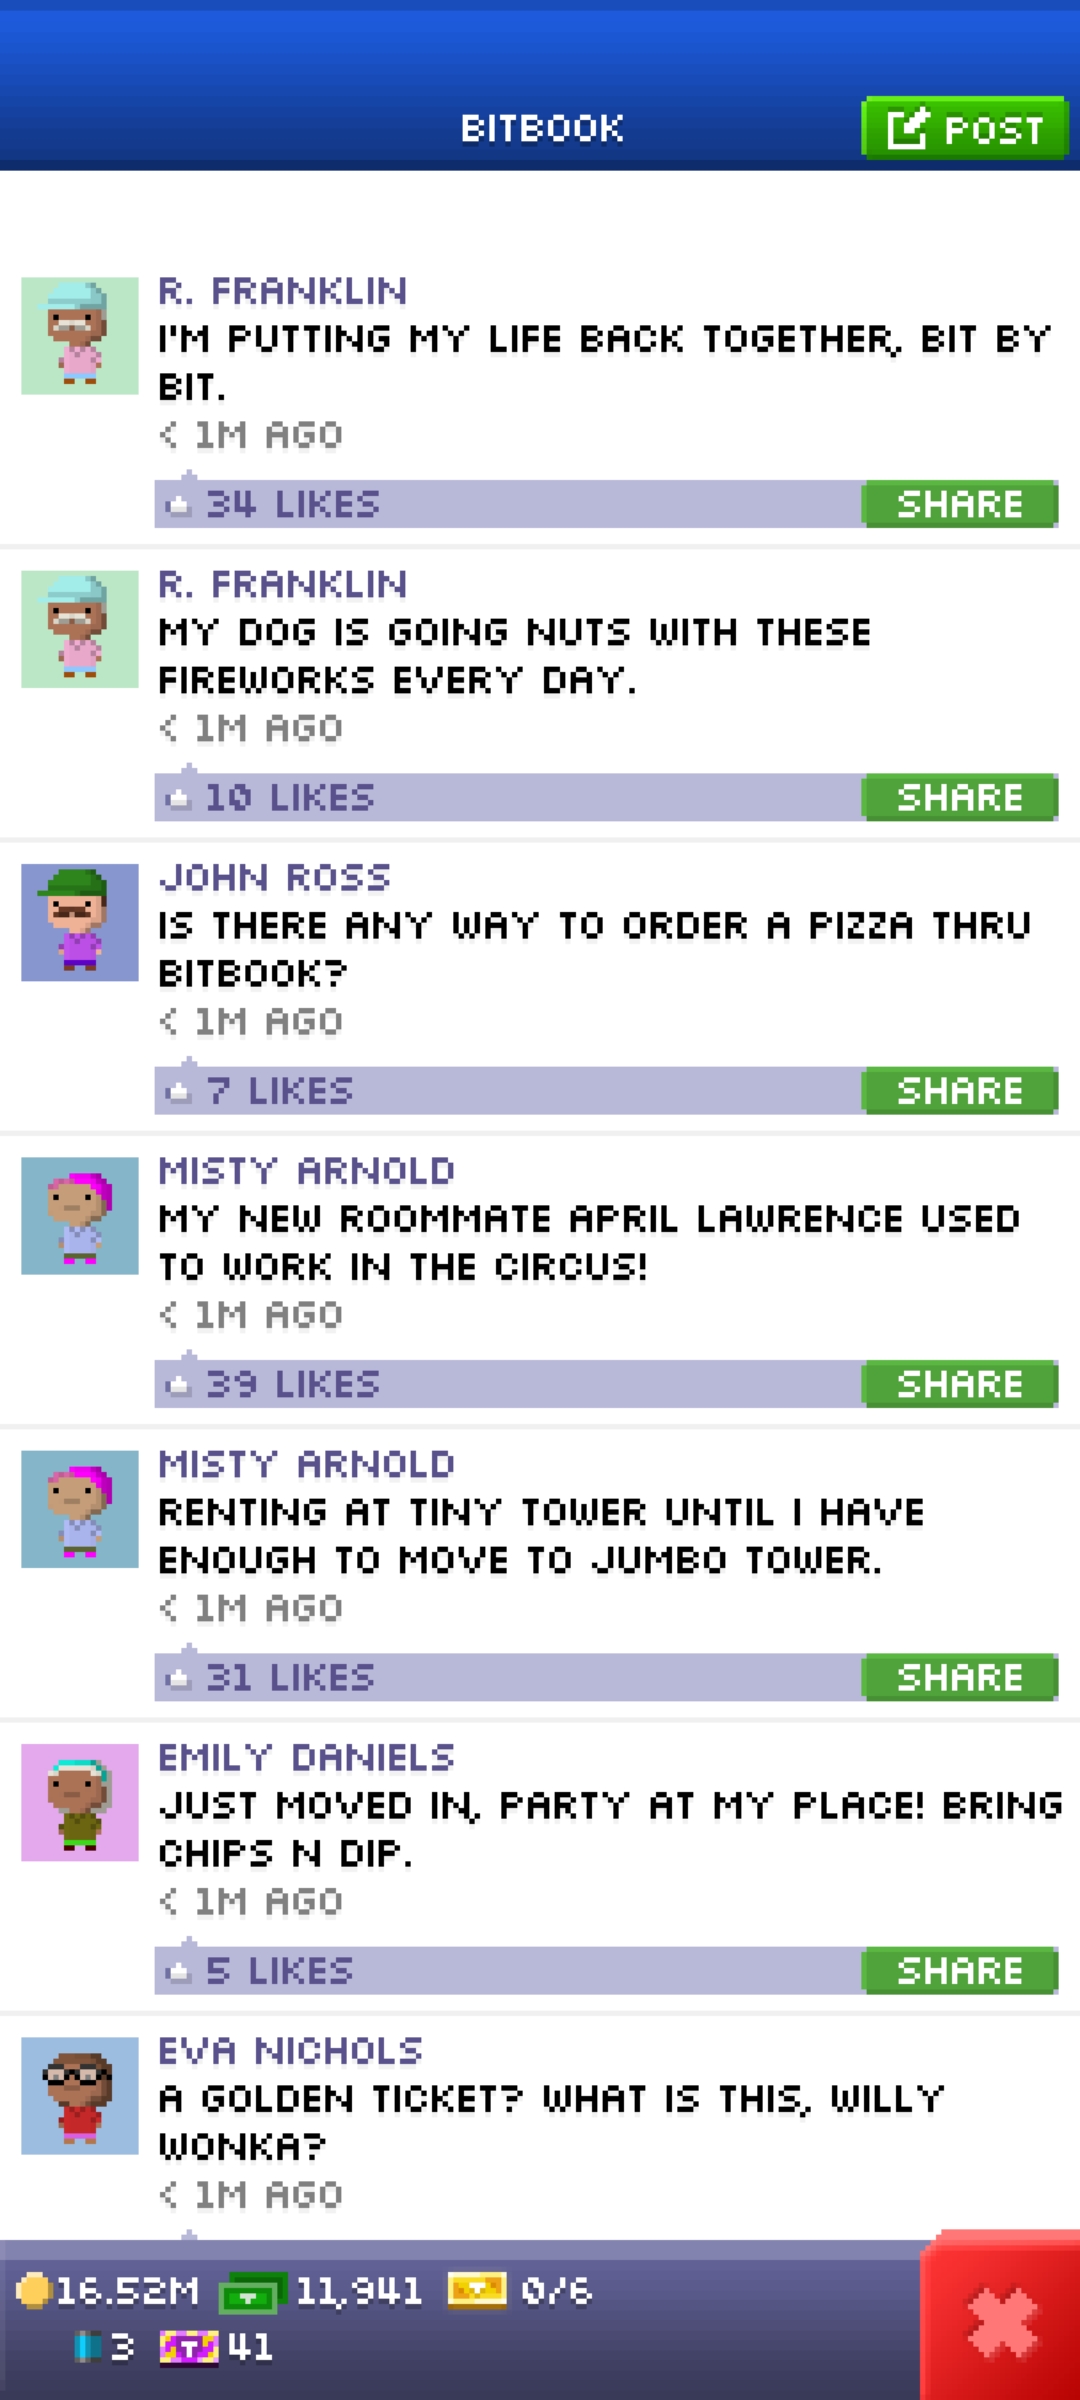 BITBOOK
POST
R. FRANKLIN
I'M PUTTING MY LIFE BACK TOGETHER, BIT BY
BIT.
< 1M AGO
34 LIKES
SHARE
R. FRANKLIN
MY DOG IS GOING NUTS WITH THESE
FIREWORKS EVERY DAY.
< 1M AGO
10 LIKES
SHARE
JOHN ROSS
IS THERE ANY WAY TO ORDER A PIZZA THRU
BITBOOK?
< 1M AGO
7 LIKES
SHARE
MISTY ARNOLD
MY NEW ROOMMATE APRIL LAWRENCE USED
TO WORK IN THE CIRCUS!
< 1M AGO
39 LIKES
SHARE
MISTY ARNOLD
RENTING AT TINY TOWER UNTIL I HAVE
ENOUGH TO MOVE TO JUMBO TOWER.
< 1M AGO
31 LIKES
SHARE
EMILY DANIELS
JUST MOVED IN, PARTY AT MY PLACE! BRING
CHIPS N DIP.
< 1M AGO
5 LIKES
SHARE
EVA NICHOLS
A GOLDEN TICKET? WHAT IS THIS, WILLY
WONKA?
< 1M AGO
16.52M 11,941 0/6
3 T 41